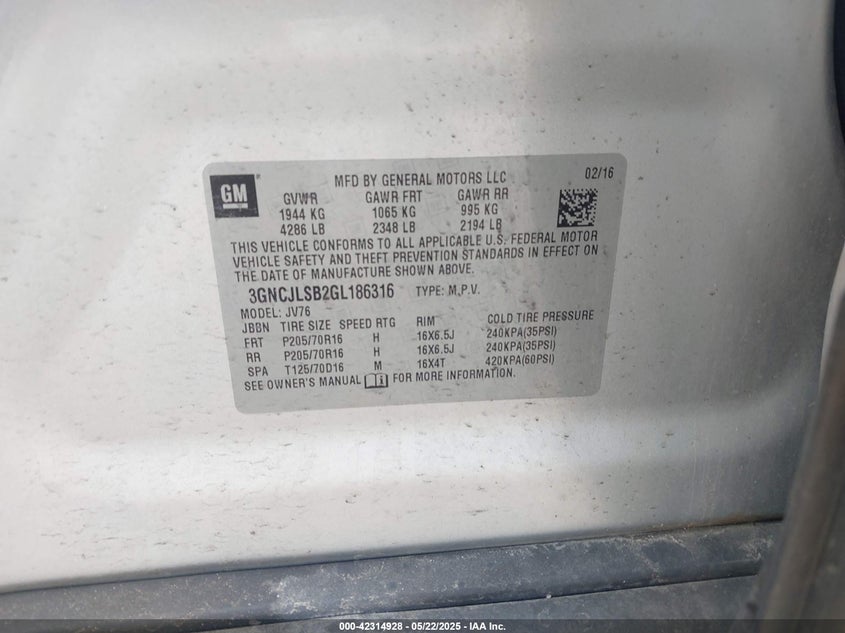 GM
MFD BY GENERAL MOTORS LLC 02/16
GVWR GAWR FRT GAWR RR
1944 KG 1065 KG 995 KG
4286 LB 2348 LB 2194 LB
THIS VEHICLE CONFORMS TO ALL APPLICABLE U.S. FEDERAL MOTOR
VEHICLE SAFETY AND THEFT PREVENTION STANDARDS IN EFFECT ON
THE DATE OF MANUFACTURE SHOWN ABOVE.
3GNCJLSB2GL186316 TYPE: M.P.V.
MODEL: JV76
JBBN TIRE SIZE SPEED RTG RIM COLD TIRE PRESSURE
FRT P205/70R16 H 16X6.5J 240KPA(35PSI)
RR P205/70R16 H 16X6.5J 240KPA(35PSI)
SPA T125/70D16 M 16X4T 420KPA(60PSI)
SEE OWNER'S MANUAL FOR MORE INFORMATION.
000-42314928 - 05/22/2025 - IAA Inc.